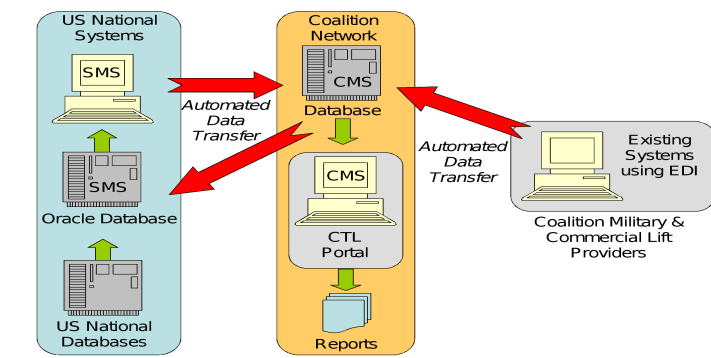 US National
Systems
SMS
SMS
Oracle Database
US National
Databases
Automated
Data
Transfer
Coalition
Network
CMS
Database
CMS
CTL
Portal
Reports
Automated
Data
Transfer
Existing
Systems
using EDI
Coalition Military &
Commercial Lift
Providers